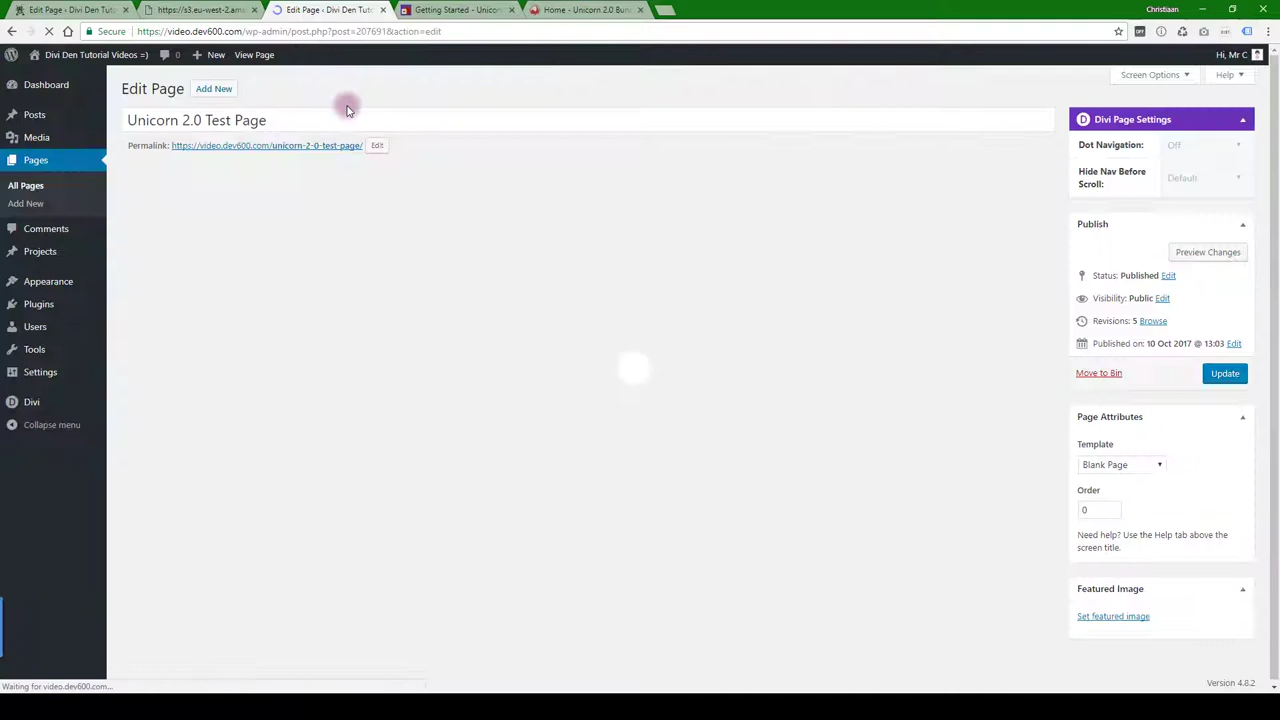 Edit Page ‹ Divi Den Tuto
https://s3.eu-west-2.ama
Edit Page ‹ Divi Den Tuto
Getting Started - Unicorn
Home - Unicorn 2.0 Bund
Christiaan
Secure
https://video.dev600.com/wp-admin/post.php?post=207691&action=edit
Divi Den Tutorial Videos =)
0
New
View Page
Hi, Mr C
Dashboard
Posts
Media
Pages
All Pages
Add New
Comments
Projects
Appearance
Plugins
Users
Tools
Settings
Divi
Collapse menu
Screen Options
Help
Edit Page
Add New
Unicorn 2.0 Test Page
Permalink: https://video.dev600.com/unicorn-2-0-test-page/
Edit
Divi Page Settings
Dot Navigation:
Off
Hide Nav Before
Scroll:
Default
Publish
Preview Changes
Status: Published Edit
Visibility: Public Edit
Revisions: 5 Browse
Published on: 10 Oct 2017 @ 13:03 Edit
Move to Bin
Update
Page Attributes
Template
Blank Page
Order
0
Need help? Use the Help tab above the
screen title.
Featured Image
Set featured image
Version 4.8.2
Waiting for video.dev600.com...